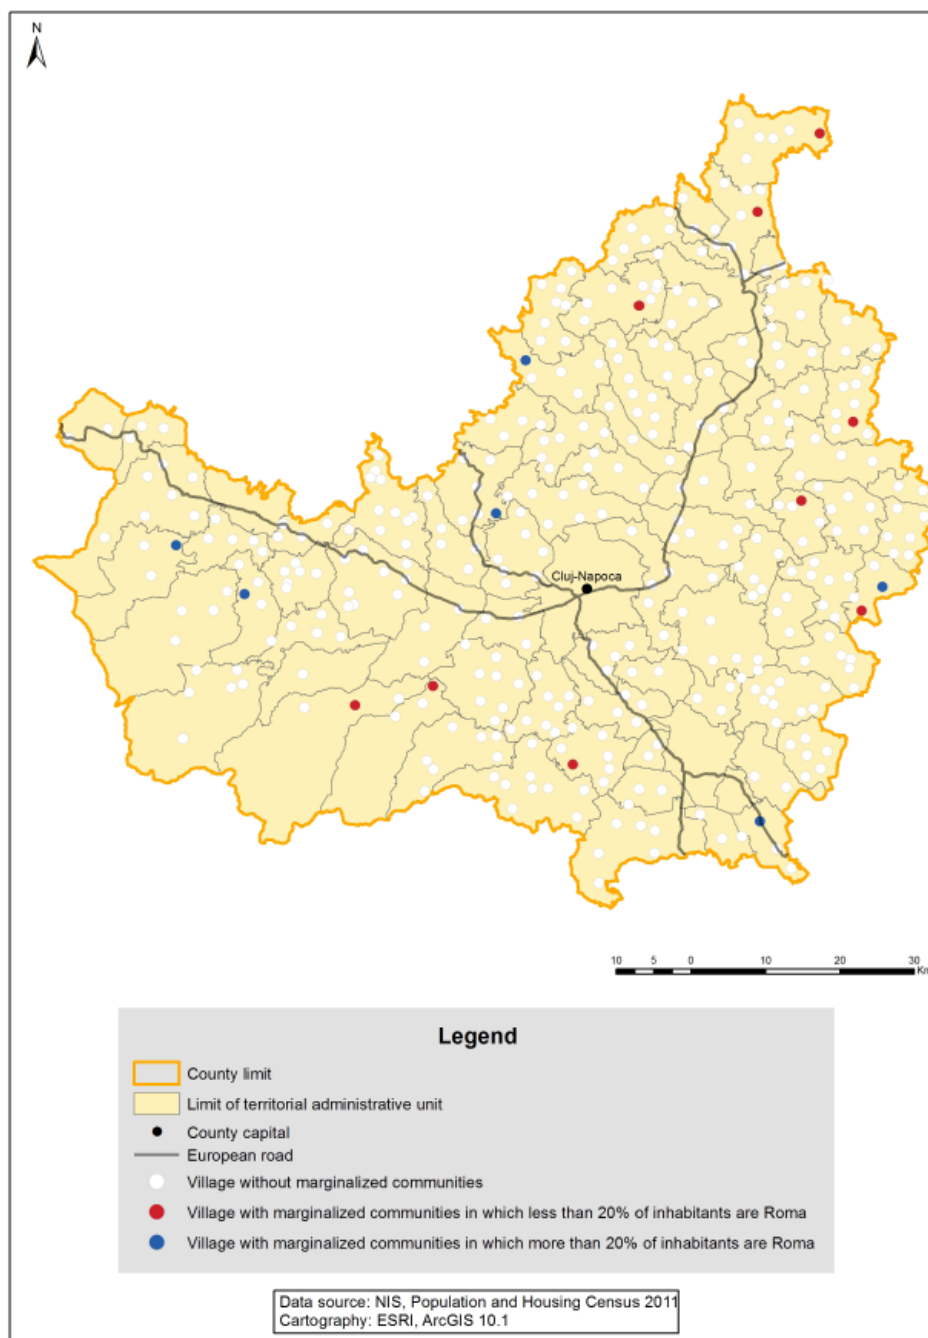 N
Cluj-Napoca
10 5 0 10 20 30
Km
Legend
County limit
Limit of territorial administrative unit
County capital
European road
Village without marginalized communities
Village with marginalized communities in which less than 20% of inhabitants are Roma
Village with marginalized communities in which more than 20% of inhabitants are Roma
Data source: NIS, Population and Housing Census 2011
Cartography: ESRI, ArcGIS 10.1